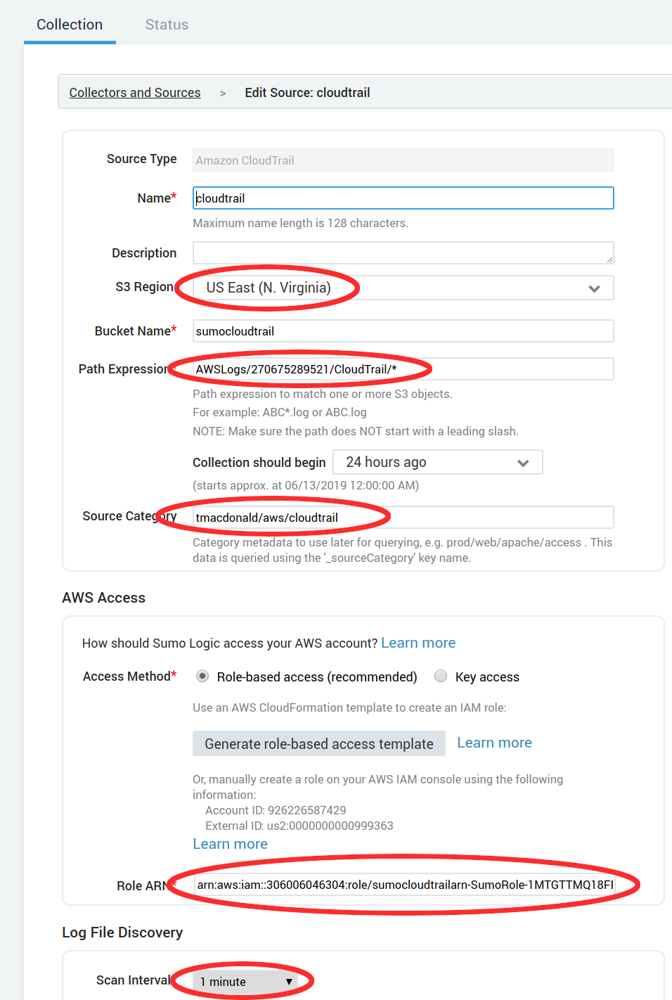 Collection Status
Collectors and Sources > Edit Source: cloudtrail
Source Type Amazon CloudTrail
Name* cloudtrail
Maximum name length is 128 characters.
Description
S3 Region US East (N. Virginia)
Bucket Name* sumocloudtrail
Path Expression* AWSLogs/270675289521/CloudTrail/*
Path expression to match one or more S3 objects.
For example: ABC*.log or ABC.log
NOTE: Make sure the path does NOT start with a leading slash.
Collection should begin 24 hours ago
(starts approx. at 06/13/2019 12:00:00 AM)
Source Category tmacdonald/aws/cloudtrail
Category metadata to use later for querying, e.g. prod/web/apache/access . This
data is queried using the '_sourceCategory' key name.
AWS Access
How should Sumo Logic access your AWS account? Learn more
Access Method* Role-based access (recommended) Key access
Use an AWS CloudFormation template to create an IAM role:
Generate role-based access template Learn more
Or, manually create a role on your AWS IAM console using the following
information:
Account ID: 926226587429
External ID: us2:0000000000999363
Learn more
Role ARN* arn:aws:iam::306006046304:role/sumocloudtrailarn-SumoRole-1MTGTTMQ18F
Log File Discovery
Scan Interval 1 minute